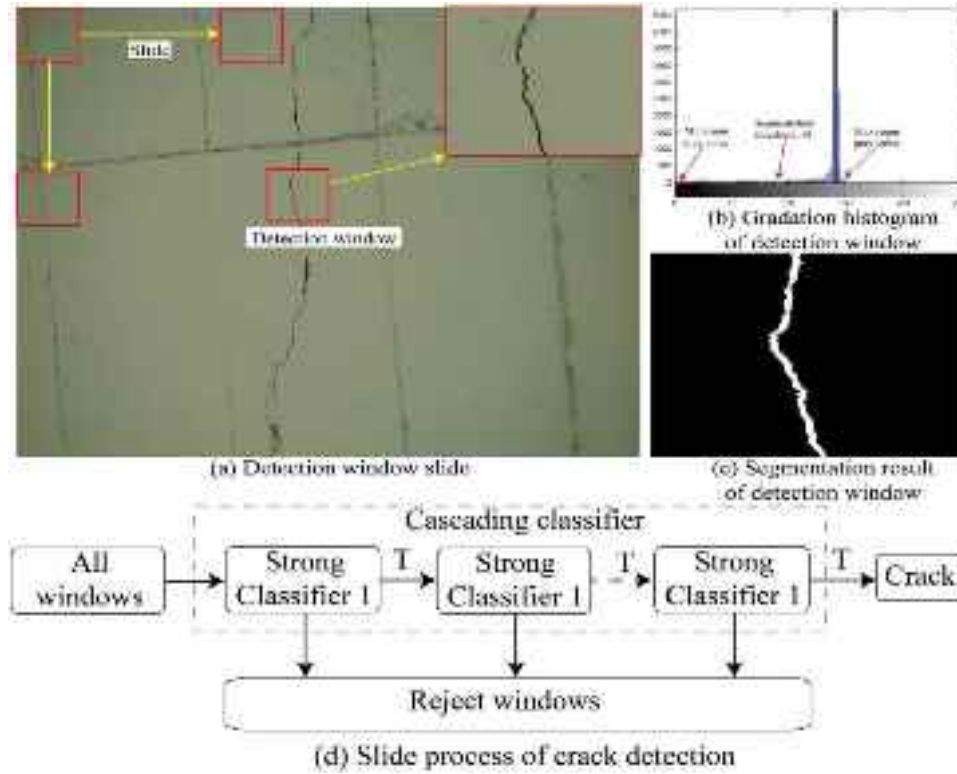 Slide
Detection window
(a) Detection window slide
(b) Gradation histogram
of detection window
(c) Segmentation result
of detection window
Cascading classifier
All
windows
Strong
Classifier 1
T
Strong
Classifier 1
T
Strong
Classifier 1
T
Crack
Reject windows
(d) Slide process of crack detection